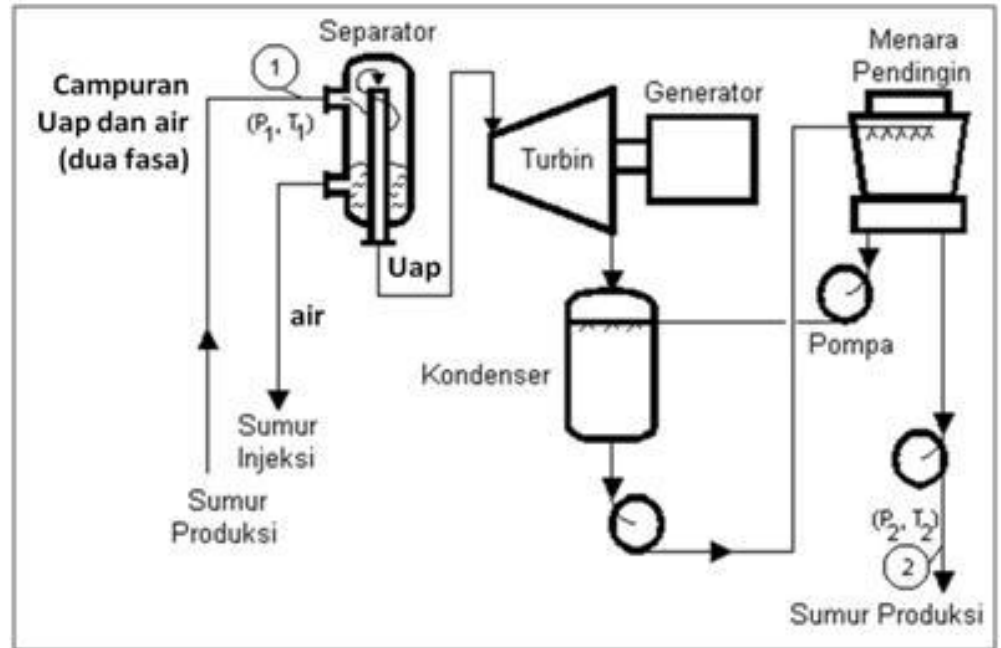 Separator
1
Campuran
Uap dan air
(dua fasa)
(P1, T1)
Menara
Pendingin
Generator
Turbin
Uap
air
Kondenser
Pompa
Sumur
Injeksi
Sumur
Produksi
(P2, T2)
2
Sumur Produksi